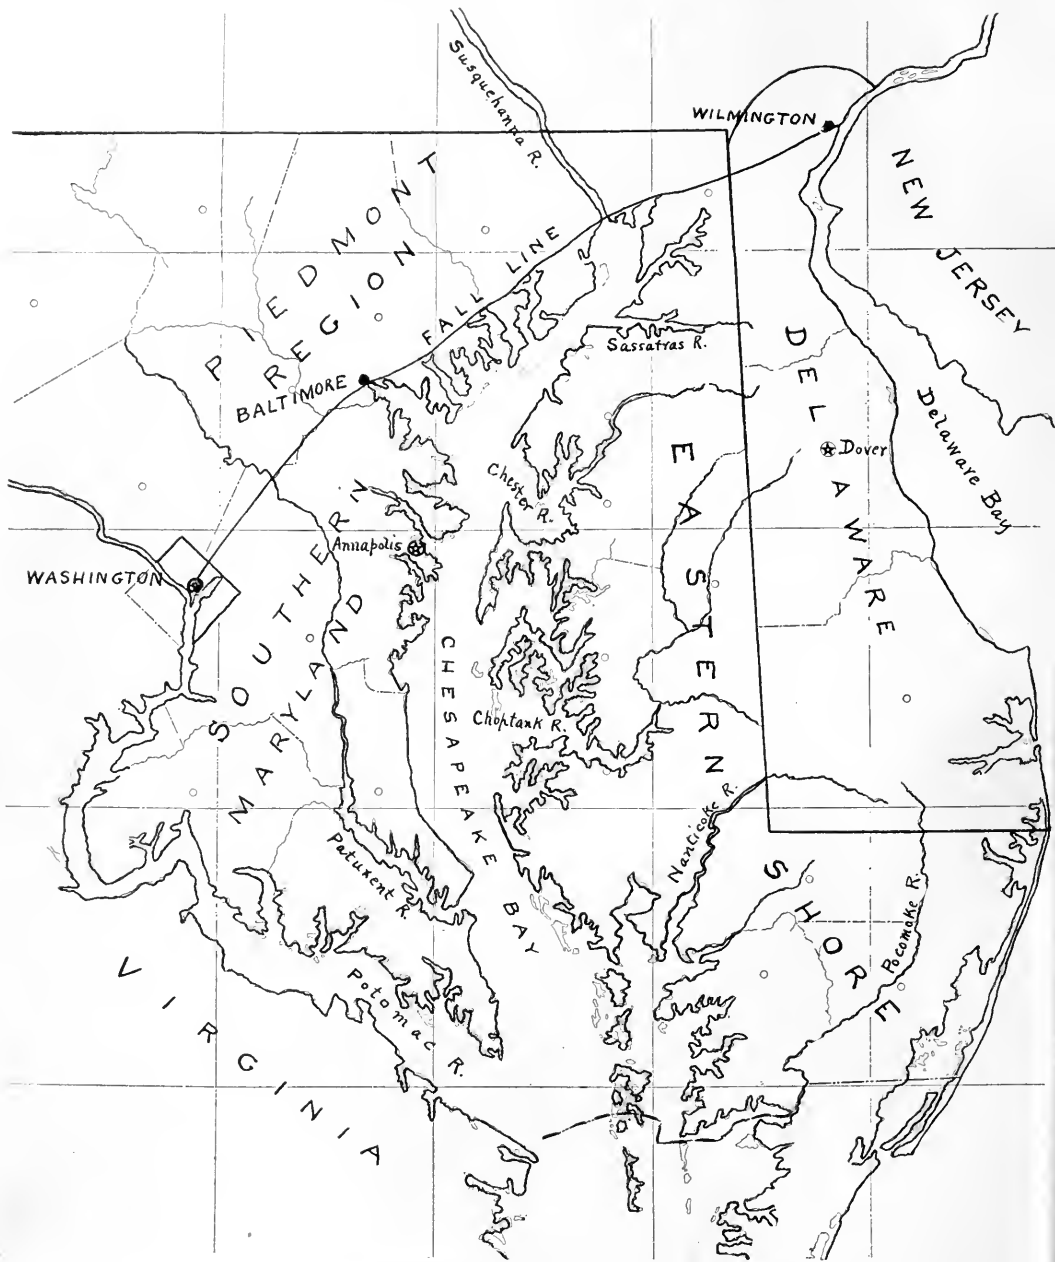 Susquehanna R.
WILMINGTON
NEW JERSEY
PIEDMONT
REGION
FALL LINE
Sassafras R.
BALTIMORE
DELAWARE
Delaware Bay
Dover
EASTERN SHORE
Chester R.
Annapolis
WASHINGTON
SOUTHERN
MARYLAND
CHESAPEAKE BAY
Choptank R.
Nanticoke R.
Patuxent R.
Pocomoke R.
Potomac R.
VIRGINIA